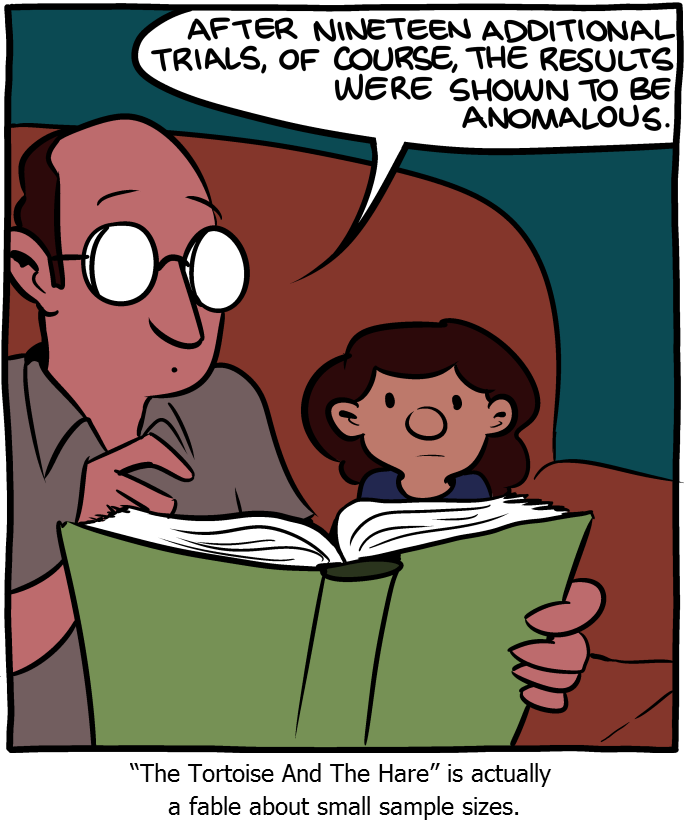 AFTER NINETEEN ADDITIONAL
TRIALS, OF COURSE, THE RESULTS
WERE SHOWN TO BE
ANOMALOUS.
“The Tortoise And The Hare” is actually
a fable about small sample sizes.